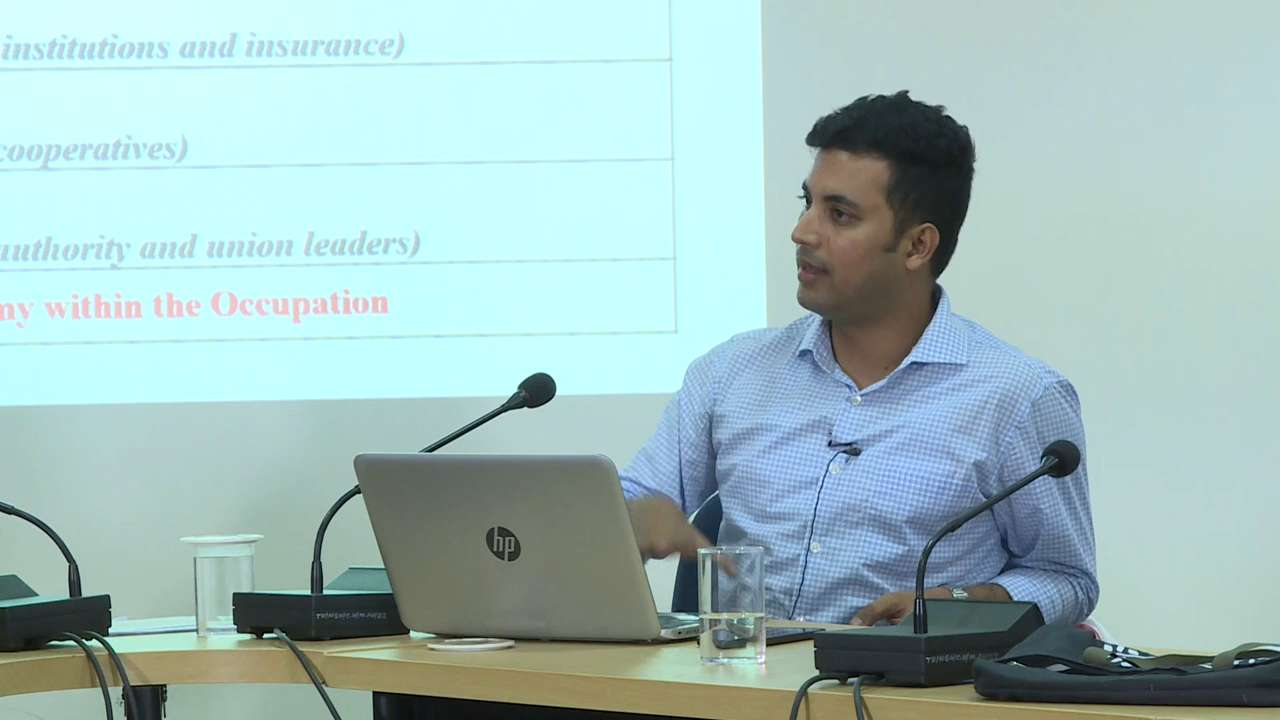 institutions and insurance)
cooperatives)
authority and union leaders)
my within the Occupation
hp